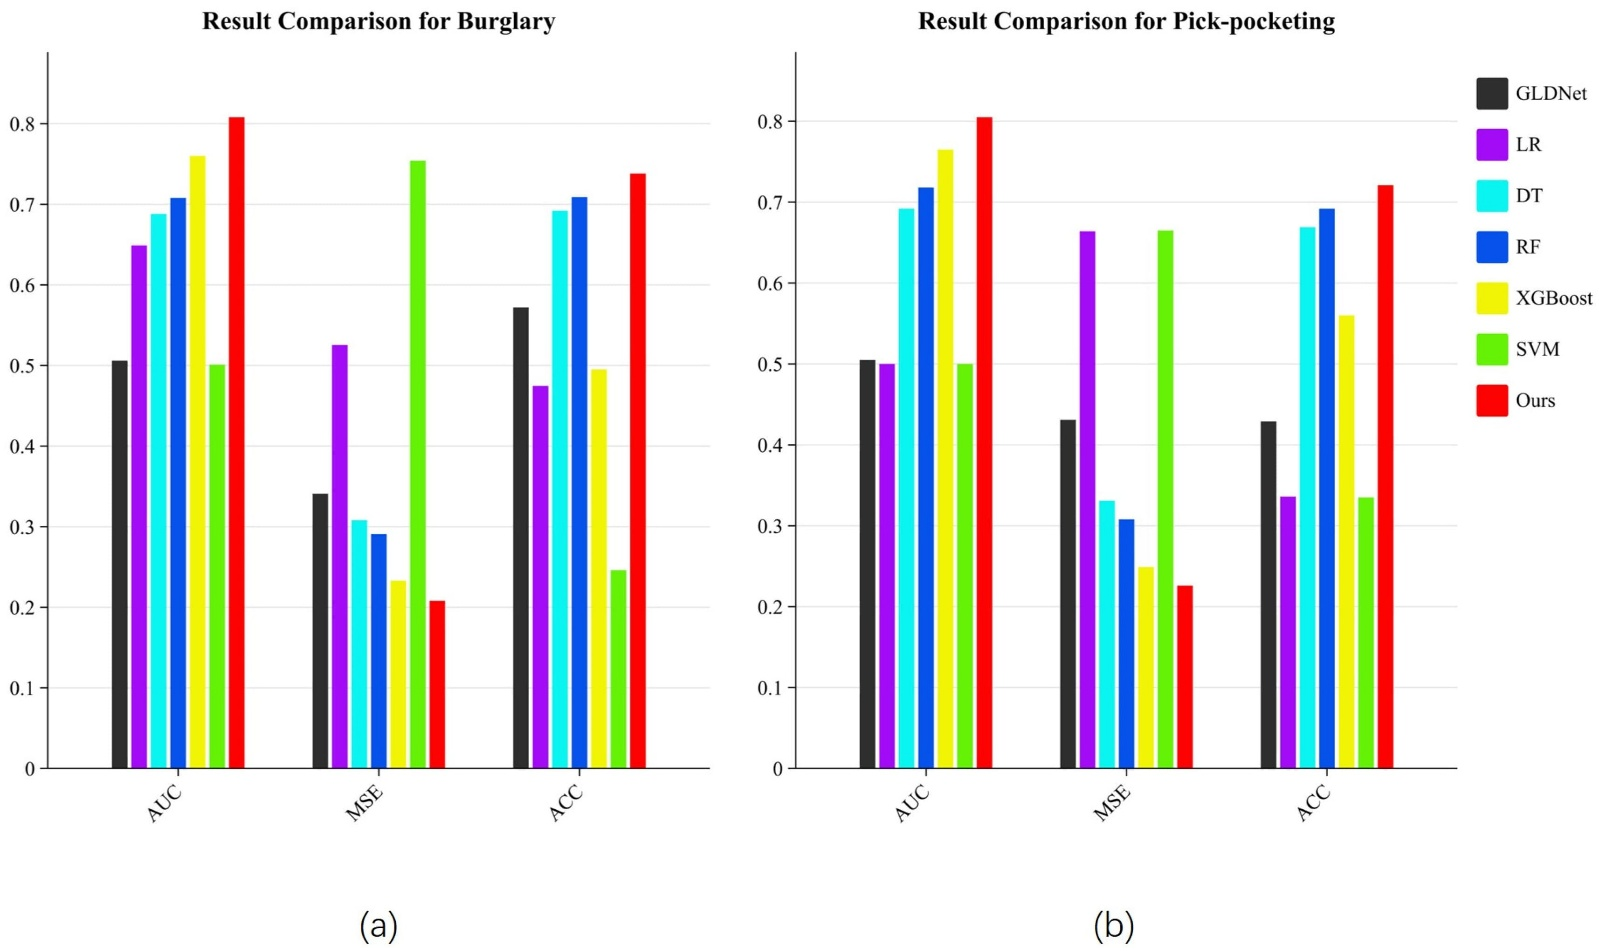 Result Comparison for Burglary
0.8
0.7
0.6
0.5
0.4
0.3
0.2
0.1
0
AUC
MSE
ACC
(a)
Result Comparison for Pick-pocketing
0.8
0.7
0.6
0.5
0.4
0.3
0.2
0.1
0
AUC
MSE
ACC
(b)
GLDNet
LR
DT
RF
XGBoost
SVM
Ours